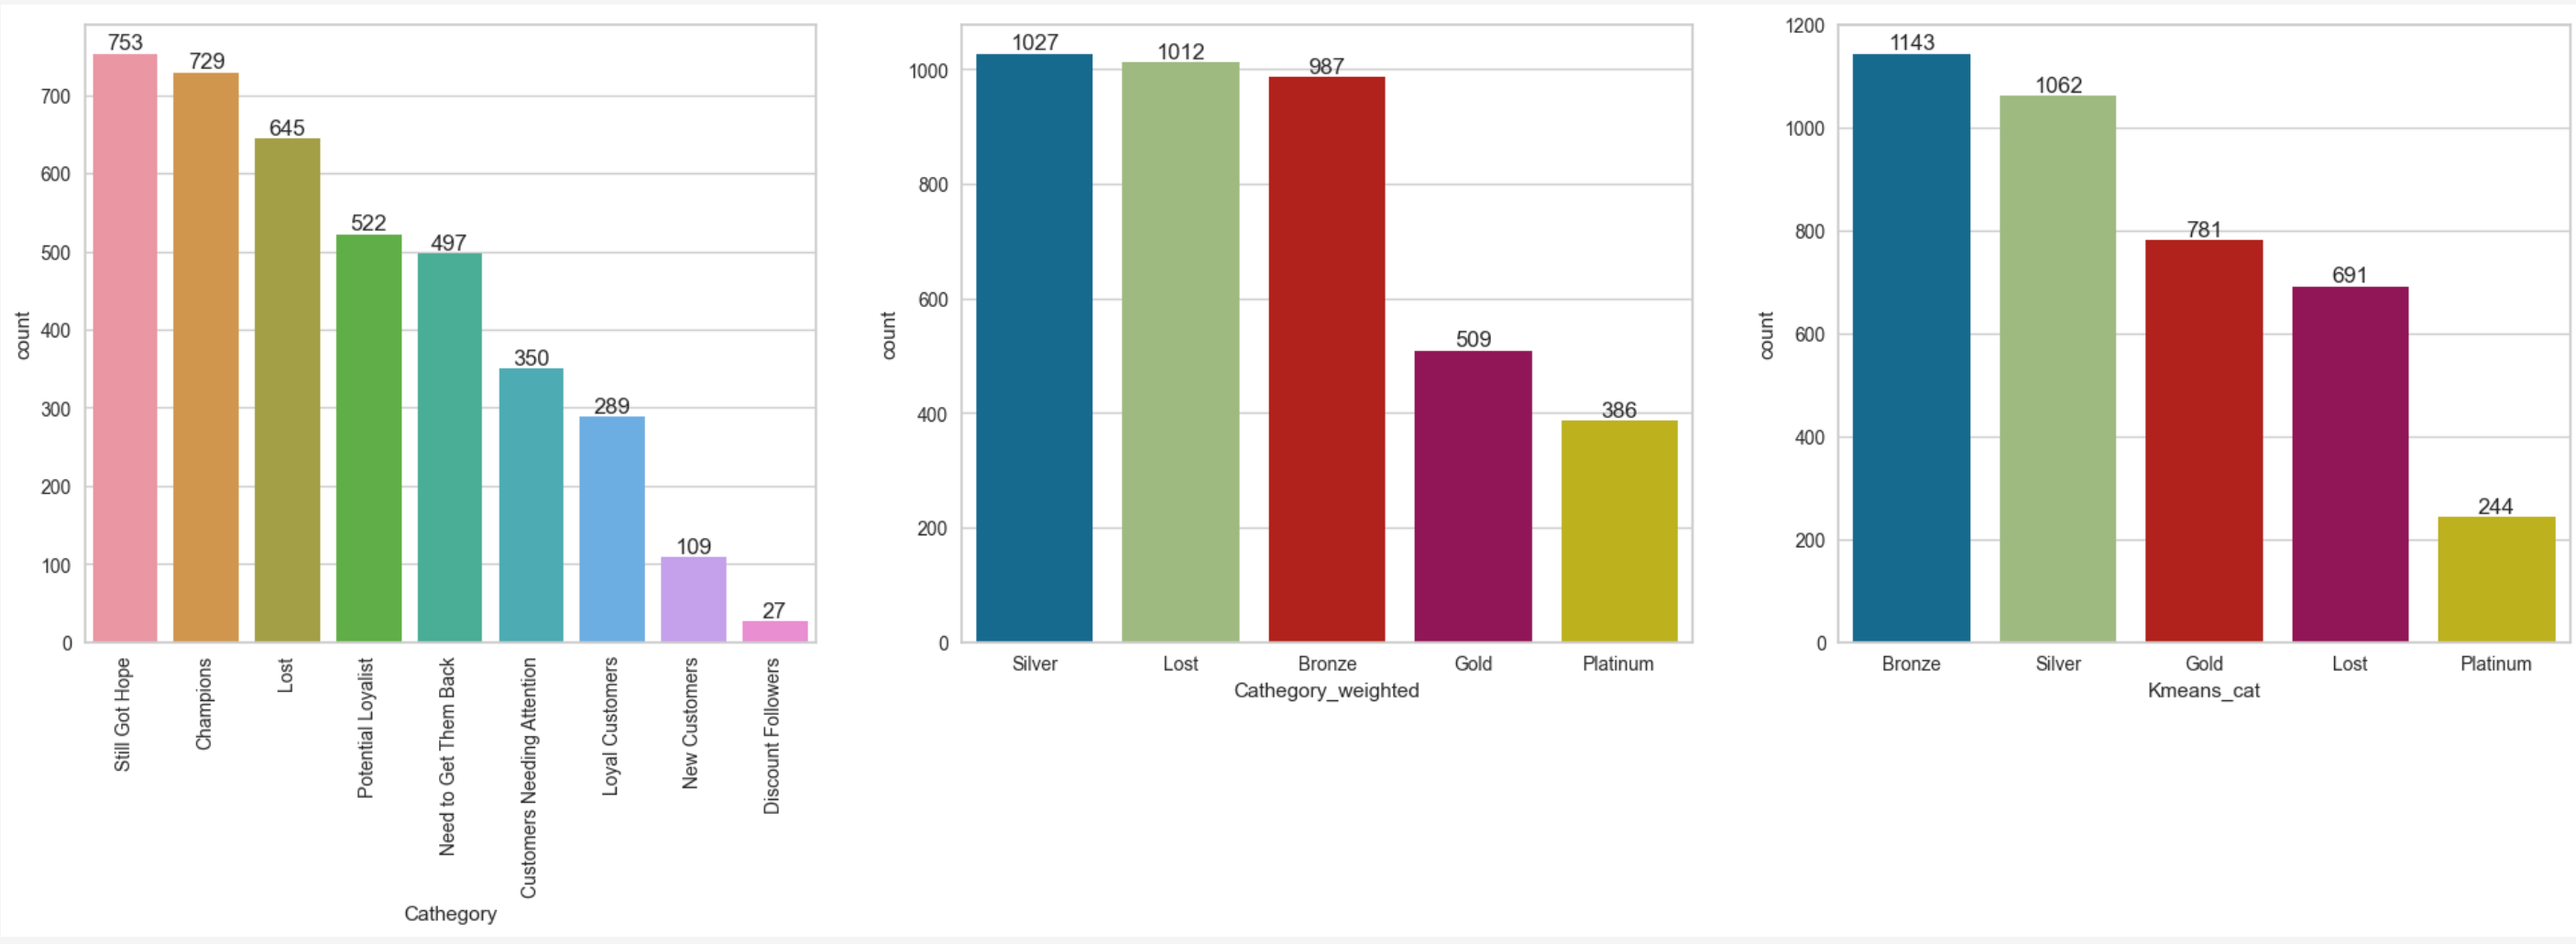 753
729
645
522
497
350
289
109
27
700
600
500
400
300
200
100
0
count
Still Got Hope
Champions
Lost
Potential Loyalist
Need to Get Them Back
Customers Needing Attention
Loyal Customers
New Customers
Discount Followers
Cathegory
1027
1012
987
509
386
1000
800
600
400
200
0
count
Silver
Lost
Bronze
Gold
Platinum
Cathegory_weighted
1143
1062
781
691
244
1200
1000
800
600
400
200
0
count
Bronze
Silver
Gold
Lost
Platinum
Kmeans_cat